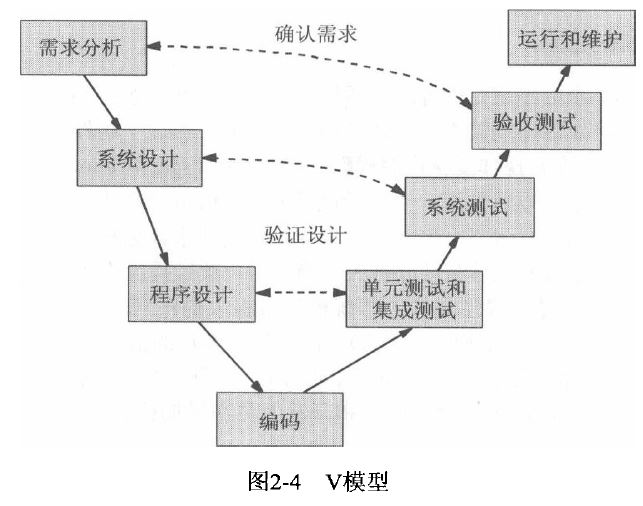 需求分析
确认需求
运行和维护
验收测试
系统设计
系统测试
验证设计
程序设计
单元测试和
集成测试
编码
图2-4 V模型